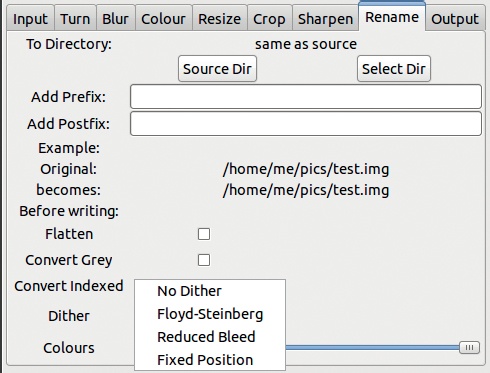 Input Turn Blur Colour Resize Crop Sharpen Rename Output
To Directory: same as source
Source Dir Select Dir
Add Prefix:
Add Postfix:
Example:
Original: /home/me/pics/test.img
becomes: /home/me/pics/test.img
Before writing:
Flatten
Convert Grey
Convert Indexed
No Dither
Dither Floyd-Steinberg
Reduced Bleed
Colours Fixed Position